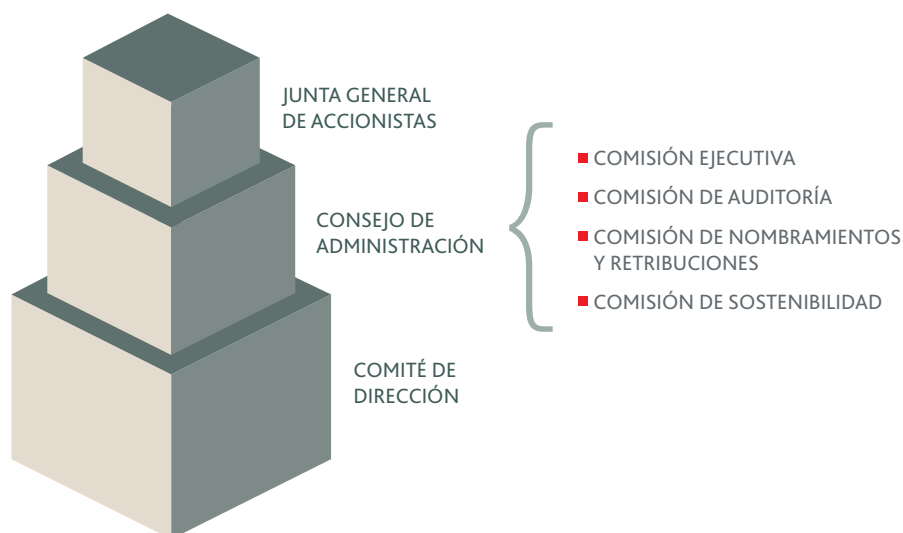 JUNTA GENERAL
DE ACCIONISTAS
CONSEJO DE
ADMINISTRACIÓN
COMISIÓN EJECUTIVA
COMISIÓN DE AUDITORÍA
COMISIÓN DE NOMBRAMIENTOS
Y RETRIBUCIONES
COMISIÓN DE SOSTENIBILIDAD
COMITÉ DE
DIRECCIÓN